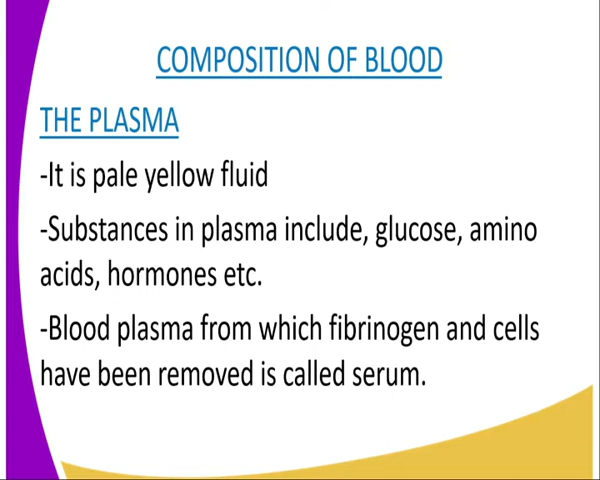 COMPOSITION OF BLOOD
THE PLASMA
-It is pale yellow fluid
-Substances in plasma include, glucose, amino
acids, hormones etc.
-Blood plasma from which fibrinogen and cells
have been removed is called serum.